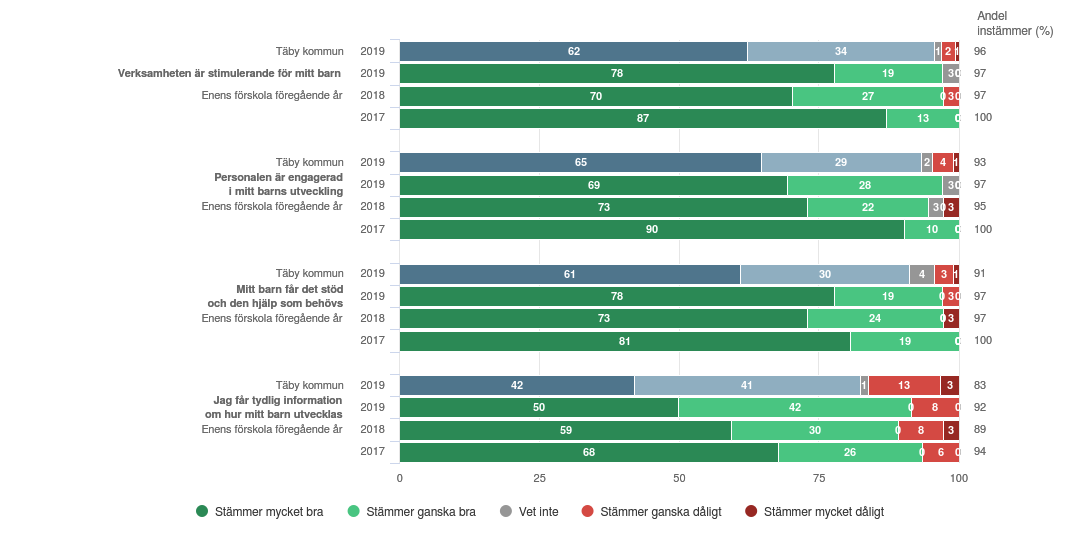 Andel
instämmer (%)
Täby kommun 2019 62 34 1 2 1 96
Verksamheten är stimulerande för mitt barn 2019 78 19 3 0 97
Enens förskola föregående år 2018 70 27 0 3 0 97
2017 87 13 0 100
Täby kommun 2019 65 29 2 4 1 93
Personalen är engagerad
i mitt barns utveckling
2019 69 28 3 0 97
Enens förskola föregående år 2018 73 22 3 0 3 95
2017 90 10 0 100
Täby kommun 2019 61 30 4 3 1 91
Mitt barn får det stöd
och den hjälp som behövs
2019 78 19 0 3 0 97
Enens förskola föregående år 2018 73 24 0 3 97
2017 81 19 0 100
Täby kommun 2019 42 41 1 13 3 83
Jag får tydlig information
om hur mitt barn utvecklas
2019 50 42 0 8 0 92
Enens förskola föregående år 2018 59 30 0 8 3 89
2017 68 26 0 6 0 94
0 25 50 75 100
Stämmer mycket bra Stämmer ganska bra Vet inte Stämmer ganska dåligt Stämmer mycket dåligt